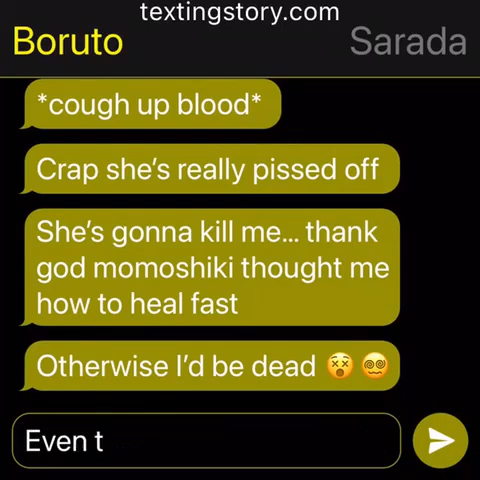 textingstory.com
Boruto Sarada
*cough up blood*
Crap she's really pissed off
She's gonna kill me... thank
god momoshiki thought me
how to heal fast
Otherwise I'd be dead 😵 😵‍💫
Even t